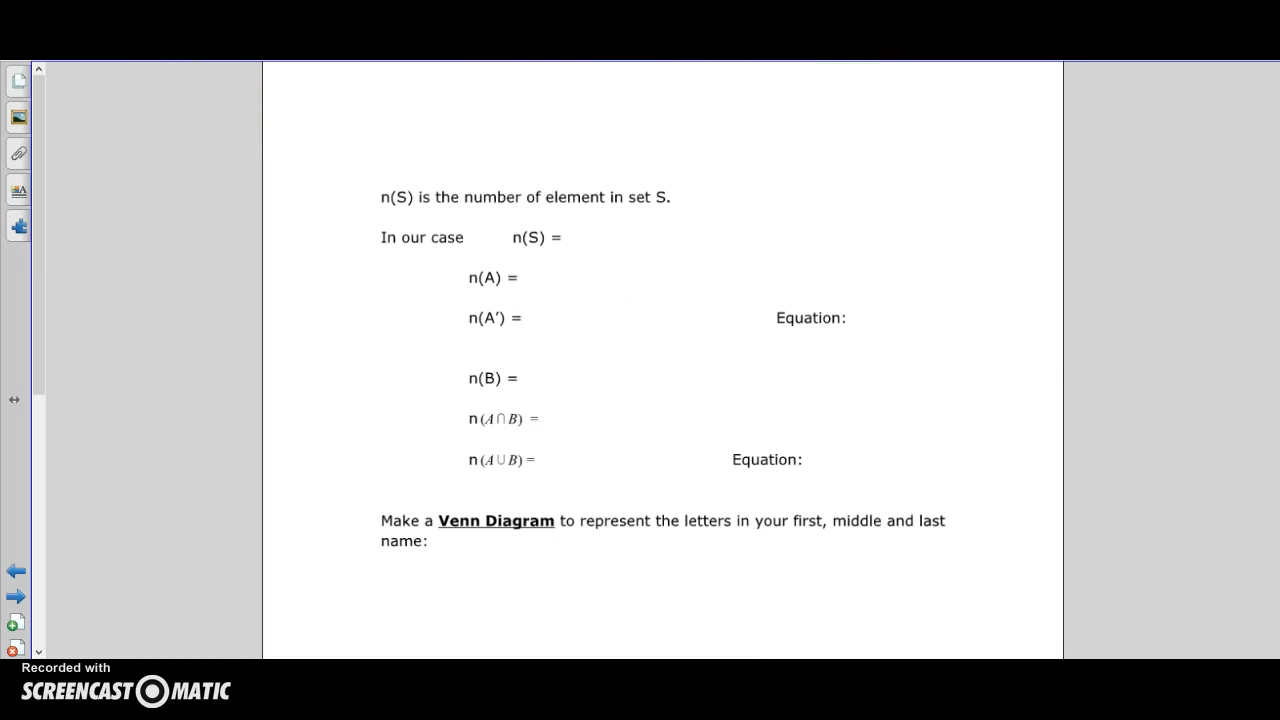 n(S) is the number of element in set S.
In our case n(S) =
n(A) =
n(A’) =
Equation:
n(B) =
n(A∩B) =
n(A∪B) =
Equation:
Make a Venn Diagram to represent the letters in your first, middle and last
name:
Recorded with
SCREENCAST MATIC